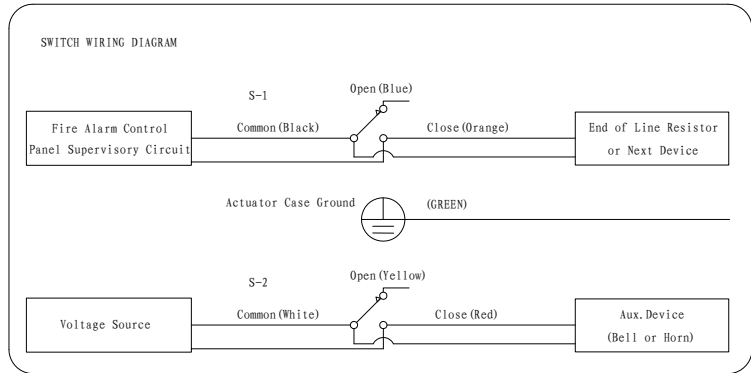 SWITCH WIRING DIAGRAM
S-1
Open(Blue)
Fire Alarm Control
Panel Supervisory Circuit
Common(Black)
Close(Orange)
End of Line Resistor
or Next Device
Actuator Case Ground
(GREEN)
S-2
Open(Yellow)
Voltage Source
Common(White)
Close(Red)
Aux.Device
(Bell or Horn)